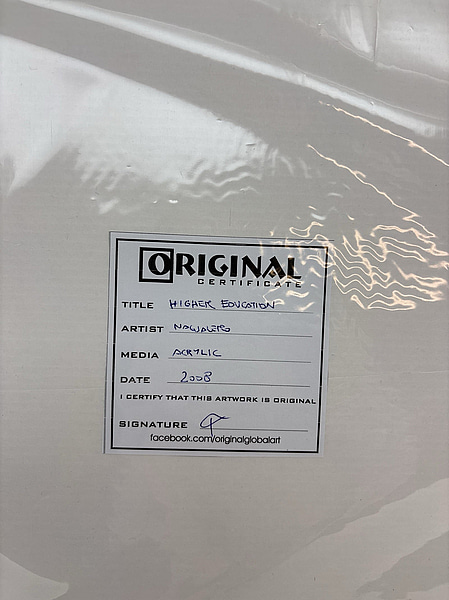 ORIGINAL
CERTIFICATE
TITLE HIGHER EDUCATION
ARTIST
MEDIA ACRYLIC
DATE 2008
I CERTIFY THAT THIS ARTWORK IS ORIGINAL
SIGNATURE
facebook.com/originalglobalart